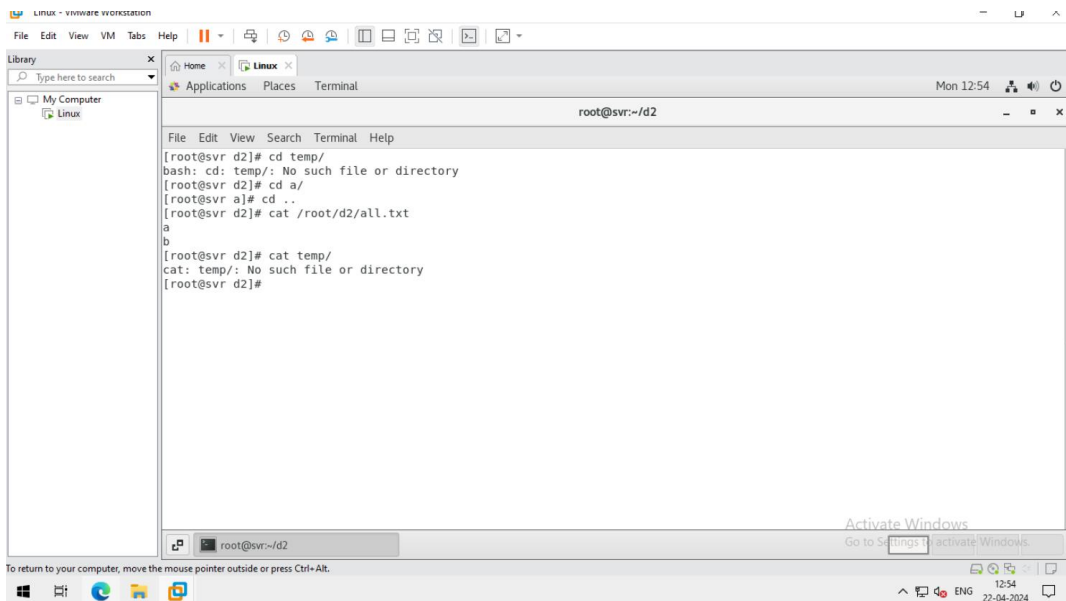 Linux - VMware Workstation
File Edit View VM Tabs Help
Library
Type here to search
My Computer
Linux
Home
Linux
Applications Places Terminal
Mon 12:54
root@svr:~/d2
File Edit View Search Terminal Help
[root@svr d2]# cd temp/
bash: cd: temp/: No such file or directory
[root@svr d2]# cd a/
[root@svr a]# cd ..
[root@svr d2]# cat /root/d2/all.txt
a
b
[root@svr d2]# cat temp/
cat: temp/: No such file or directory
[root@svr d2]#
Activate Windows
Go to Settings to activate Windows.
root@svr:~/d2
To return to your computer, move the mouse pointer outside or press Ctrl+Alt.
ENG
12:54
22-04-2024